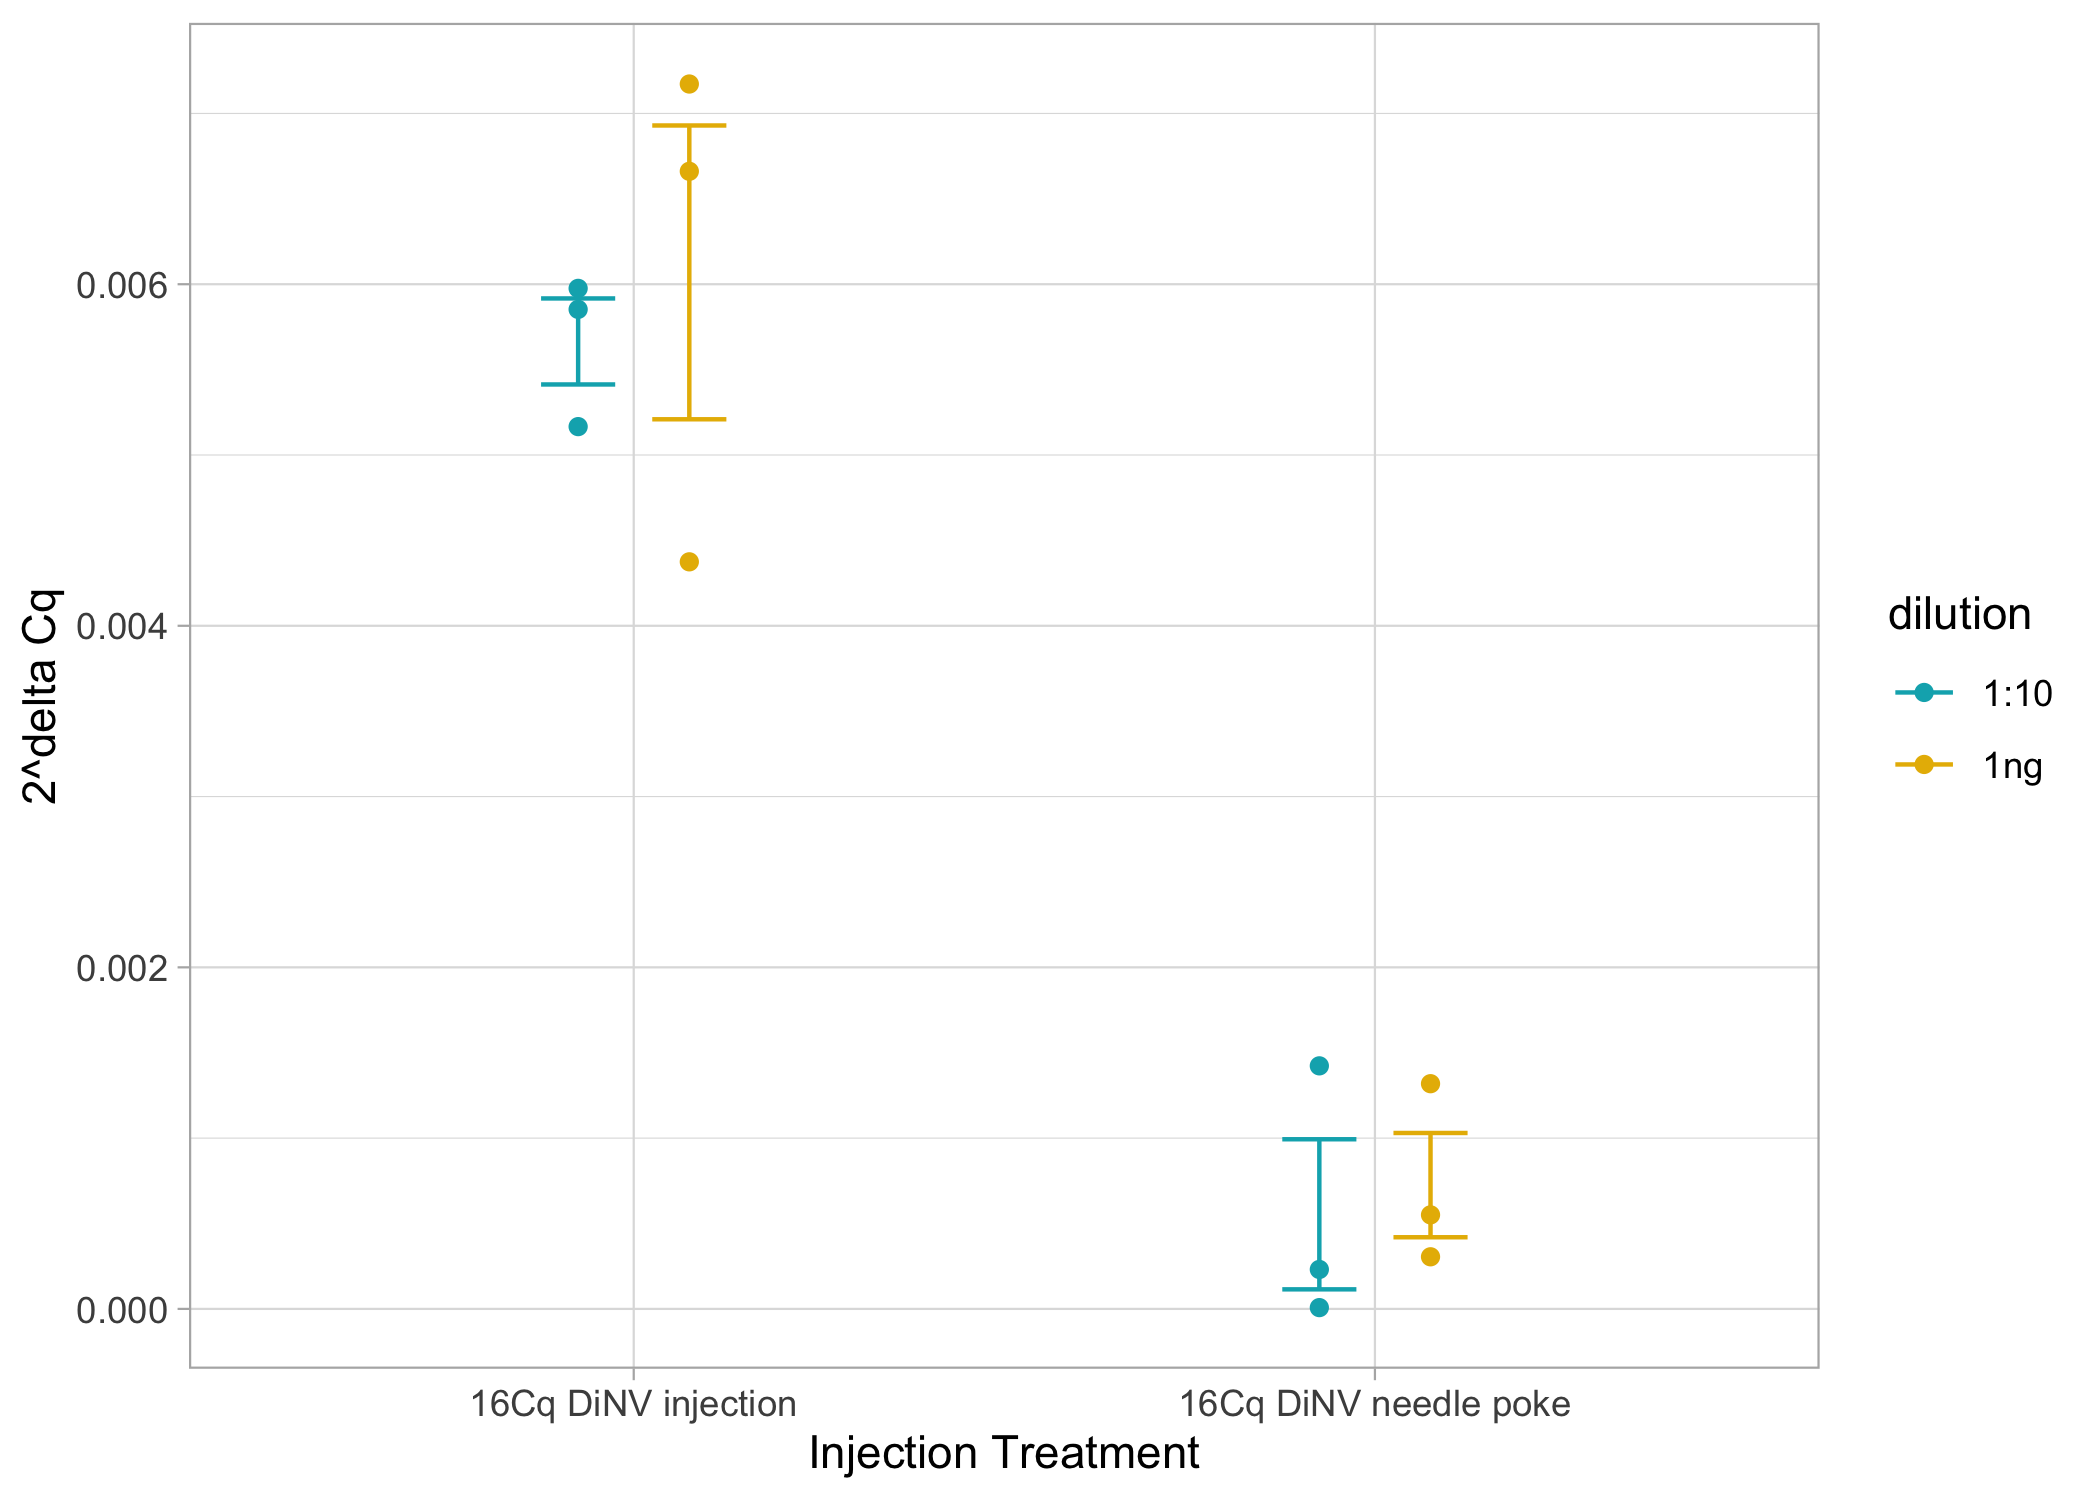 2^delta Cq
0.006
0.004
0.002
0.000
16Cq DiNV injection
16Cq DiNV needle poke
Injection Treatment
dilution
1:10
1ng